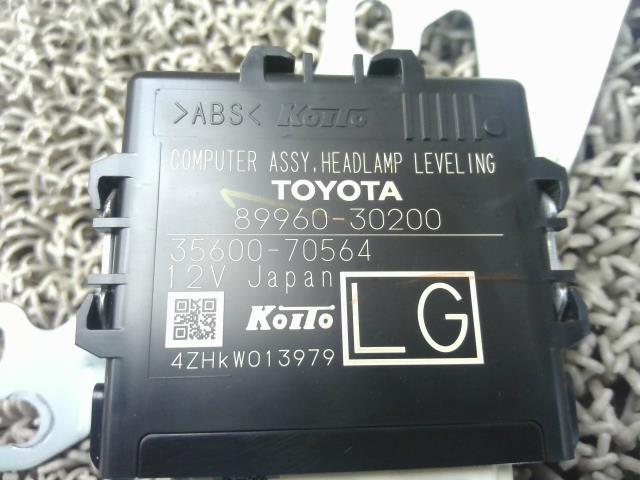 >ABS< KOITO
COMPUTER ASSY,HEADLAMP LEVELING
TOYOTA
89960-30200
35600-70564
12V Japan
KOITO
LG
4ZHkW013979